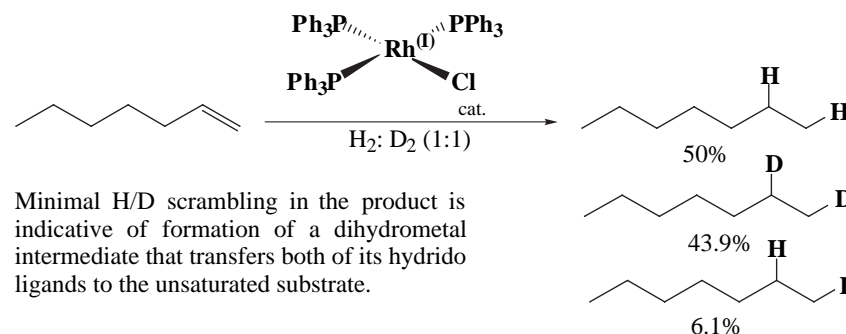 Ph₃P Rh(I) PPh₃
Ph₃P Cl
cat.
H₂: D₂ (1:1)
H
H
50%
D
D
43.9%
H
6.1%
Minimal H/D scrambling in the product is
indicative of formation of a dihydrometal
intermediate that transfers both of its hydrido
ligands to the unsaturated substrate.